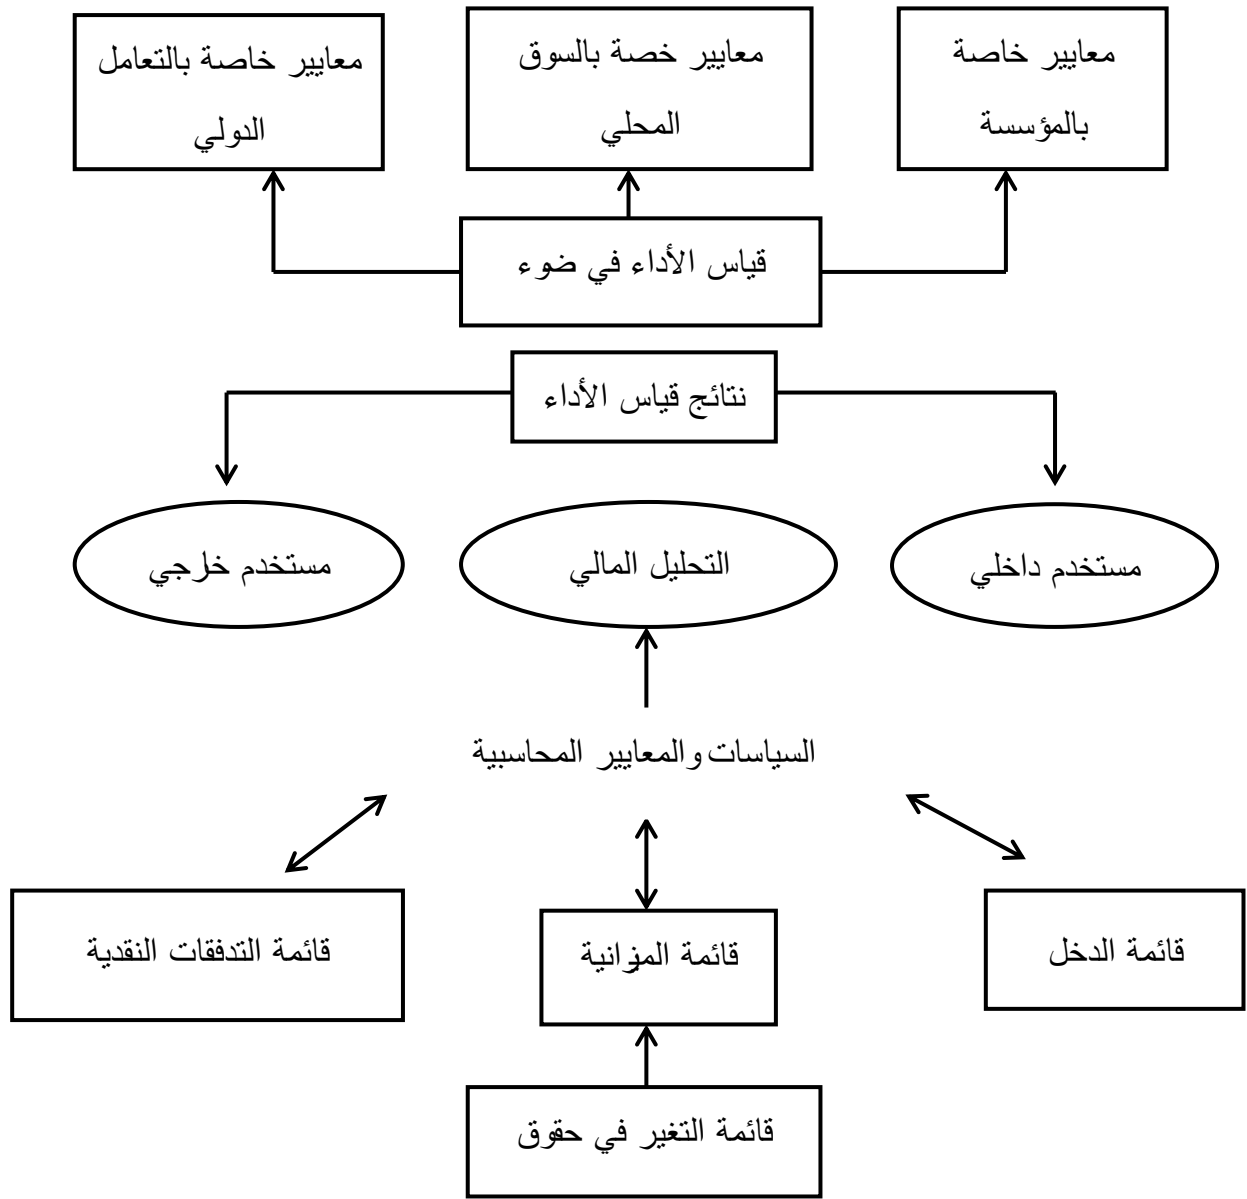 معايير خاصة
بالمؤسسة
معايير خصة بالسوق
المحلي
معايير خاصة بالتعامل
الدولي
قياس الأداء في ضوء
نتائج قياس الأداء
مستخدم داخلي
التحليل المالي
مستخدم خارجي
السياسات والمعايير المحاسبية
قائمة الدخل
قائمة الميزانية
قائمة التدفقات النقدية
قائمة التغير في حقوق